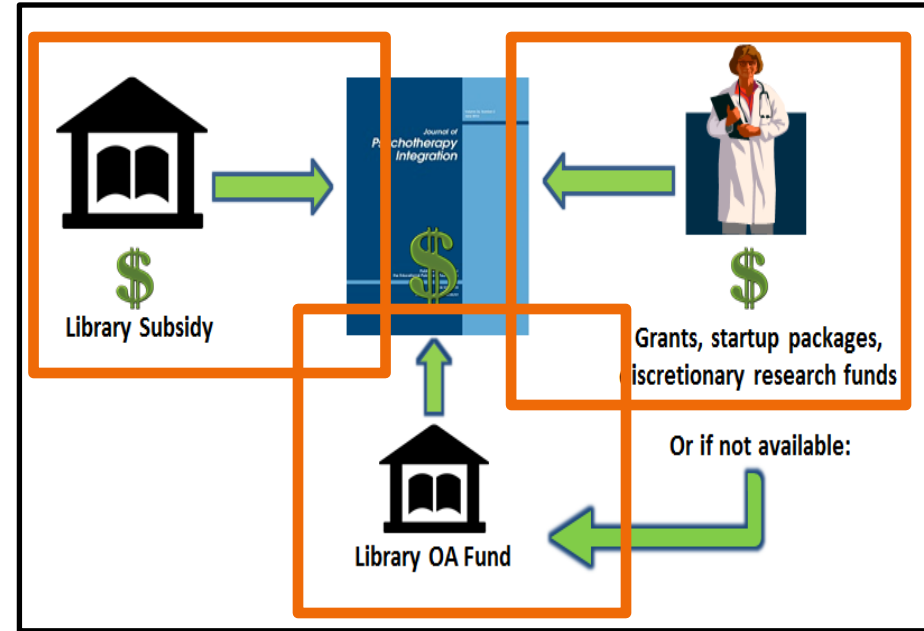 Journal of
Psychotherapy
Integration
Library Subsidy
Grants, startup packages,
discretionary research funds
Or if not available:
Library OA Fund